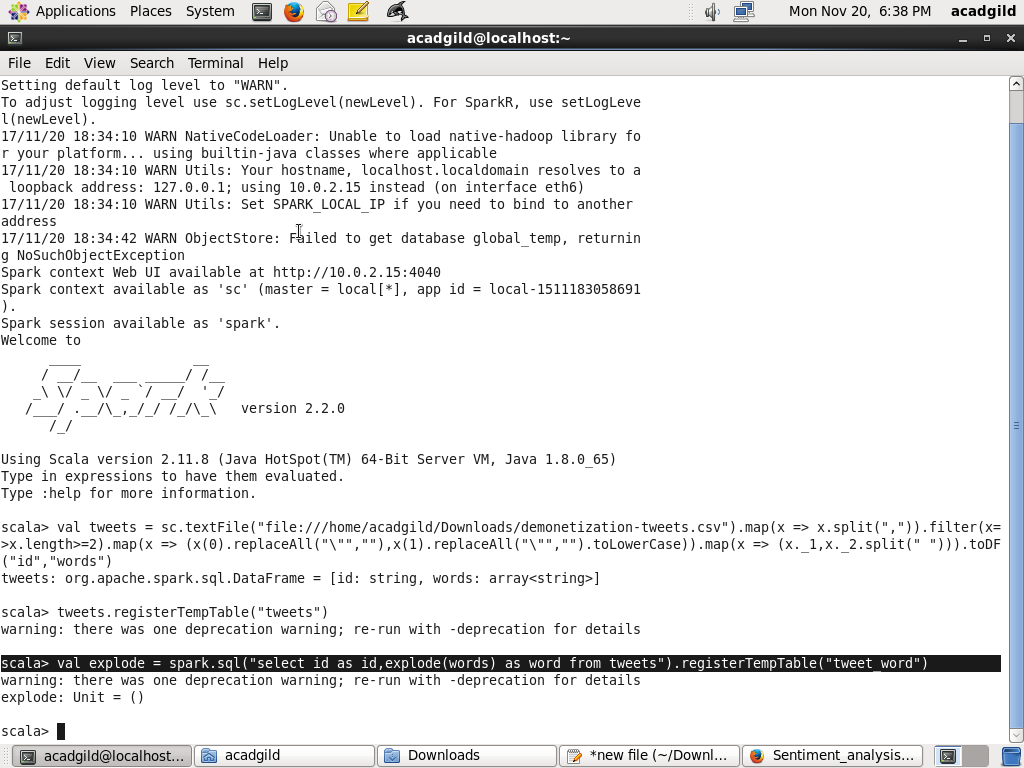 Applications Places System Mon Nov 20, 6:38 PM acadgild
acadgild@localhost:~
File Edit View Search Terminal Help
Setting default log level to "WARN".
To adjust logging level use sc.setLogLevel(newLevel). For SparkR, use setLogLeve
l(newLevel).
17/11/20 18:34:10 WARN NativeCodeLoader: Unable to load native-hadoop library fo
r your platform... using builtin-java classes where applicable
17/11/20 18:34:10 WARN Utils: Your hostname, localhost.localdomain resolves to a
 loopback address: 127.0.0.1; using 10.0.2.15 instead (on interface eth6)
17/11/20 18:34:10 WARN Utils: Set SPARK_LOCAL_IP if you need to bind to another
address
17/11/20 18:34:42 WARN ObjectStore: Failed to get database global_temp, returnin
g NoSuchObjectException
Spark context Web UI available at http://10.0.2.15:4040
Spark context available as 'sc' (master = local[*], app id = local-1511183058691
).
Spark session available as 'spark'.
Welcome to
      ____              __
     / __/__  ___ _____/ /__
    _\ \/ _ \/ _ `/ __/  '_/
   /___/ .__/\_,_/_/ /_/\_\   version 2.2.0
      /_/
Using Scala version 2.11.8 (Java HotSpot(TM) 64-Bit Server VM, Java 1.8.0_65)
Type in expressions to have them evaluated.
Type :help for more information.
scala> val tweets = sc.textFile("file:///home/acadgild/Downloads/demonetization-tweets.csv").map(x => x.split(",")).filter(x=
>x.length>=2).map(x => (x(0).replaceAll("\"",""),x(1).replaceAll("\"","").toLowerCase)).map(x => (x._1,x._2.split(" "))).toDF
("id","words")
tweets: org.apache.spark.sql.DataFrame = [id: string, words: array<string>]
scala> tweets.registerTempTable("tweets")
warning: there was one deprecation warning; re-run with -deprecation for details
scala> val explode = spark.sql("select id as id,explode(words) as word from tweets").registerTempTable("tweet_word")
warning: there was one deprecation warning; re-run with -deprecation for details
explode: Unit = ()
scala>
acadgild@localhost:... acadgild Downloads *new file (~/Downl... Sentiment_analysis...